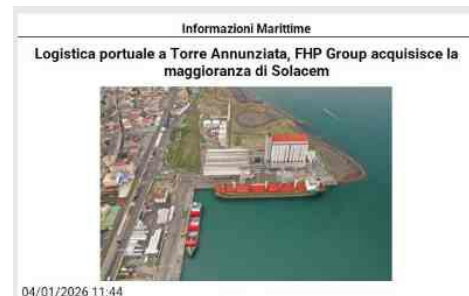 Informazioni Marittime
Logistica portuale a Torre Annunziata, FHP Group acquisisce la
maggioranza di Solacem
04/01/2026 11:44